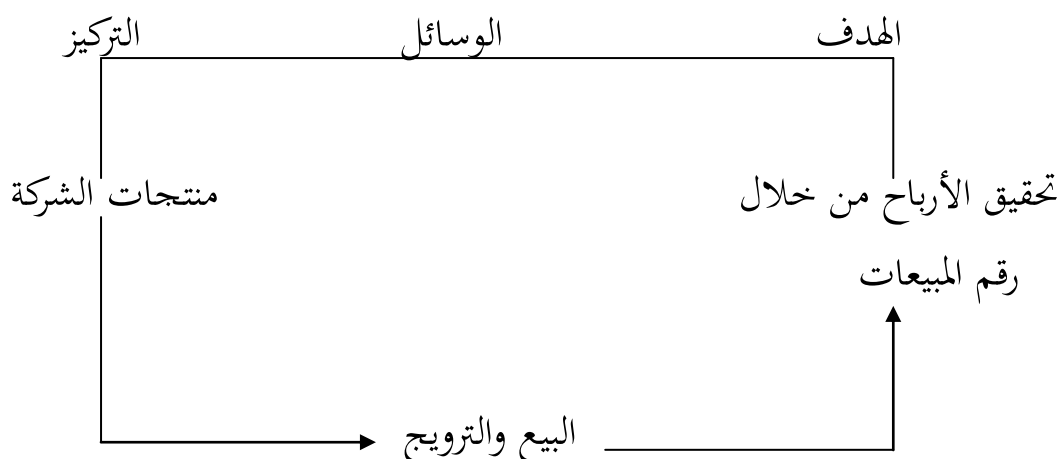 الهدف الوسائل التركيز
تحقيق الأرباح من خلال منتجات الشركة
رقم المبيعات
البيع والترويج